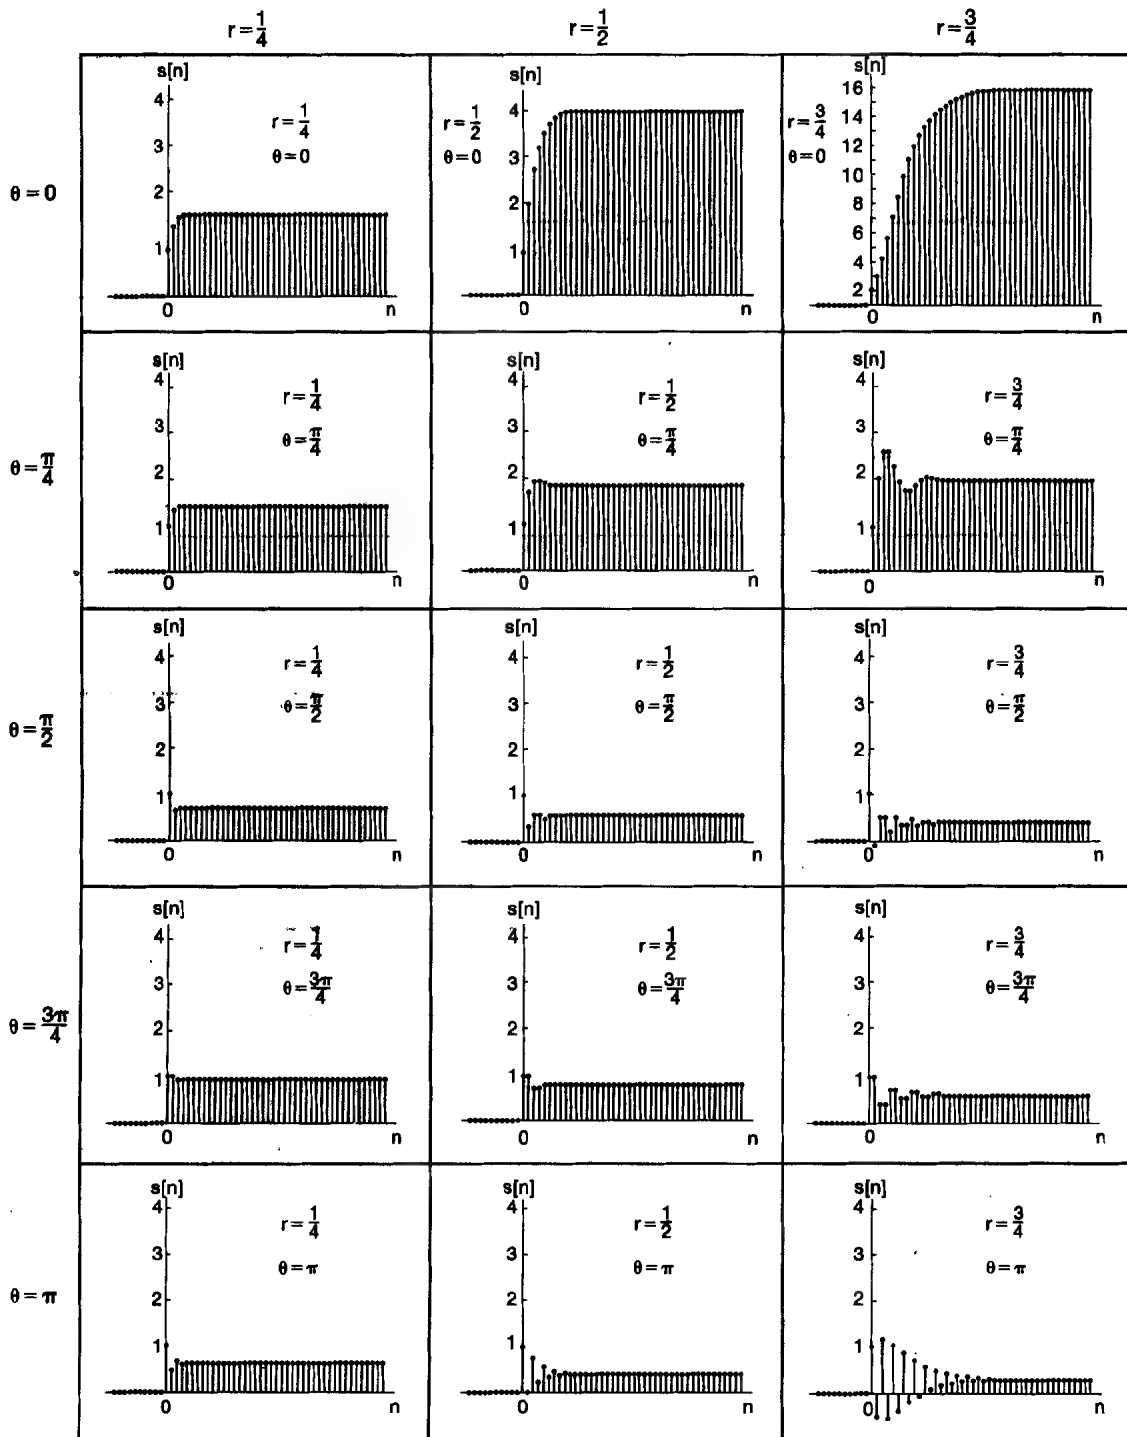 r = 1/4 r = 1/2 r = 3/4
θ = 0
s[n]
4
3
2
1
r = 1/4
θ = 0
0
n
s[n]
4
3
2
1
r = 1/2
θ = 0
0
n
s[n]
16
14
12
10
8
6
4
2
r = 3/4
θ = 0
0
n
θ = π/4
s[n]
4
3
2
1
r = 1/4
θ = π/4
0
n
s[n]
4
3
2
1
r = 1/2
θ = π/4
0
n
s[n]
4
3
2
1
r = 3/4
θ = π/4
0
n
θ = π/2
s[n]
4
3
2
1
r = 1/4
θ = π/2
0
n
s[n]
4
3
2
1
r = 1/2
θ = π/2
0
n
s[n]
4
3
2
1
r = 3/4
θ = π/2
0
n
θ = 3π/4
s[n]
4
3
2
1
r = 1/4
θ = 3π/4
0
n
s[n]
4
3
2
1
r = 1/2
θ = 3π/4
0
n
s[n]
4
3
2
1
r = 3/4
θ = 3π/4
0
n
θ = π
s[n]
4
3
2
1
r = 1/4
θ = π
0
n
s[n]
4
3
2
1
r = 1/2
θ = π
0
n
s[n]
4
3
2
1
r = 3/4
θ = π
0
n